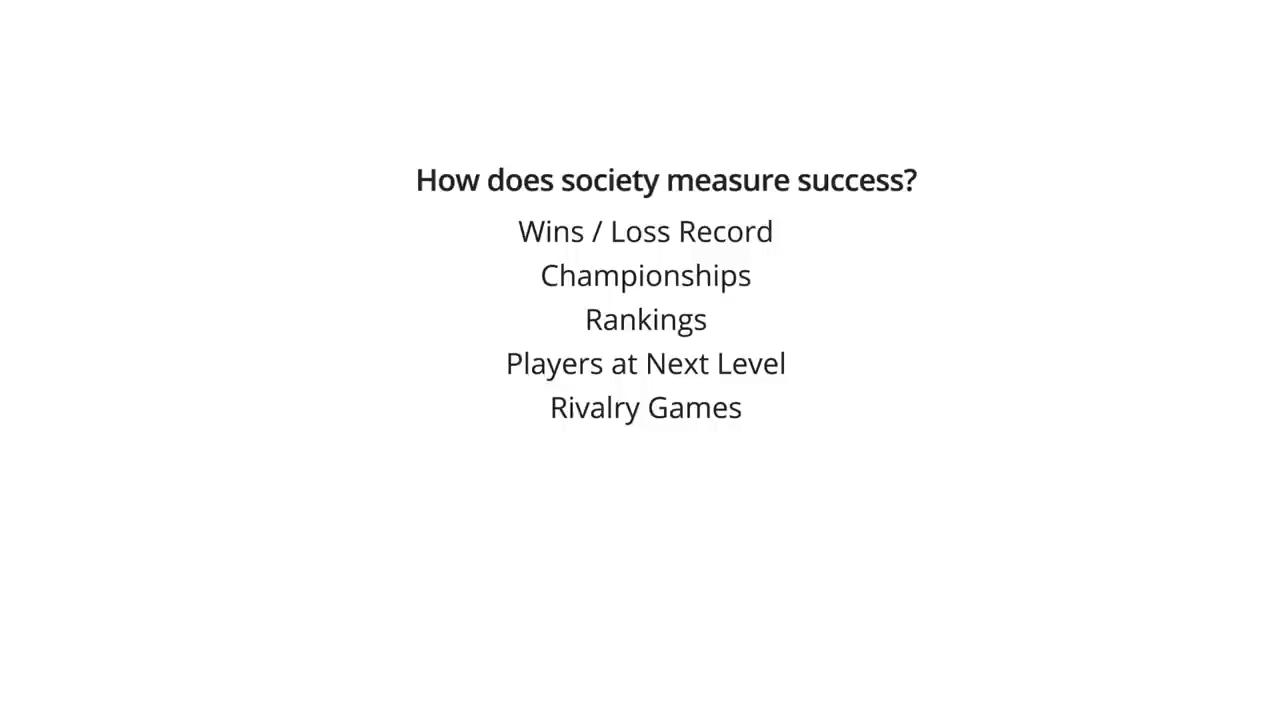 How does society measure success?
Wins / Loss Record
Championships
Rankings
Players at Next Level
Rivalry Games